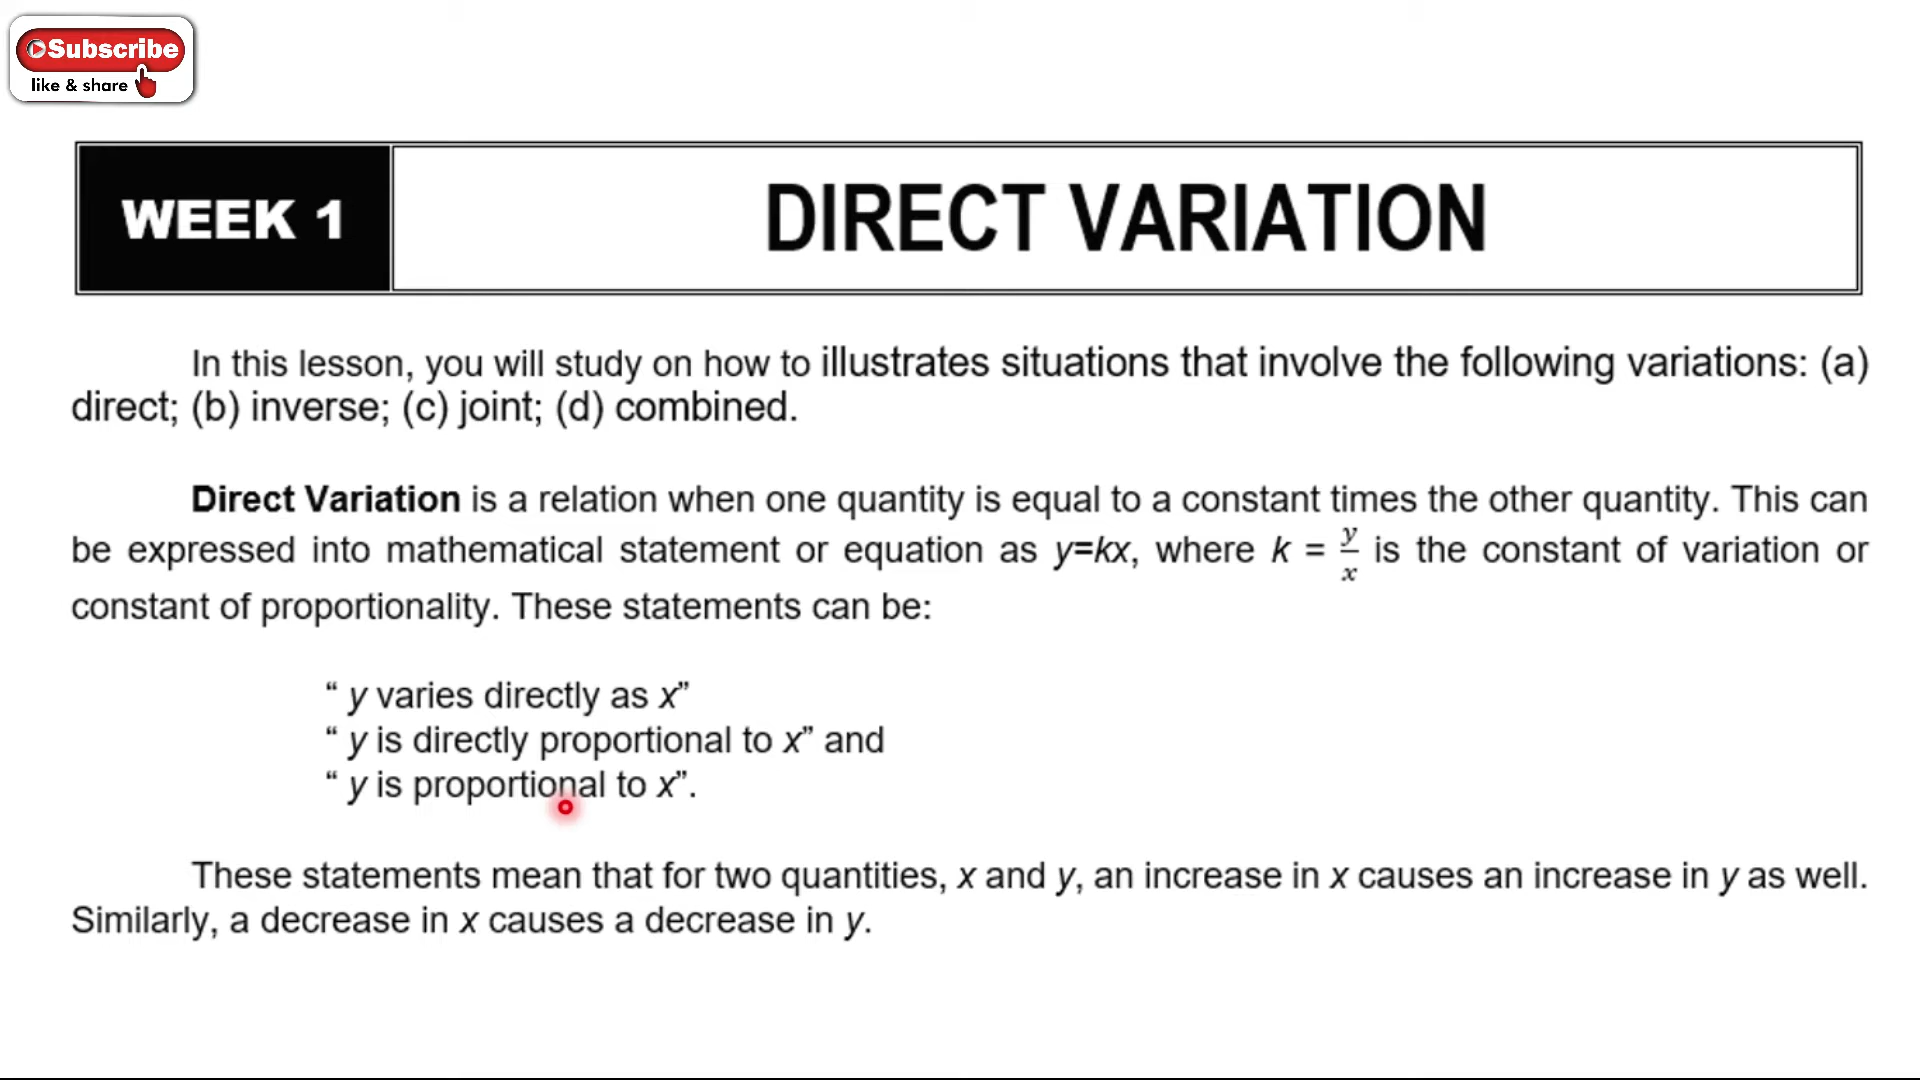 Subscribe
like & share
WEEK 1
DIRECT VARIATION
In this lesson, you will study on how to illustrates situations that involve the following variations: (a)
direct; (b) inverse; (c) joint; (d) combined.
Direct Variation is a relation when one quantity is equal to a constant times the other quantity. This can
be expressed into mathematical statement or equation as y=kx, where k = y/x is the constant of variation or
constant of proportionality. These statements can be:
“ y varies directly as x”
“ y is directly proportional to x” and
“ y is proportional to x”.
These statements mean that for two quantities, x and y, an increase in x causes an increase in y as well.
Similarly, a decrease in x causes a decrease in y.